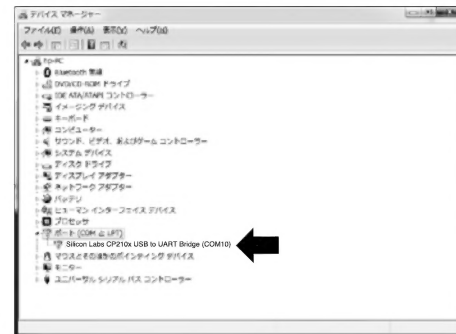 デバイス マネージャー
ファイル(F) 操作(A) 表示(V) ヘルプ(H)
Bluetooth 無線
DVD/CD-ROM ドライブ
IDE ATA/ATAPI コントローラー
イメージング デバイス
キーボード
コンピューター
サウンド、ビデオ、およびゲーム コントローラー
システム デバイス
ディスク ドライブ
ディスプレイ アダプター
ネットワーク アダプター
バッテリ
ヒューマン インターフェイス デバイス
プロセッサ
ポート (COM と LPT)
Silicon Labs CP210x USB to UART Bridge (COM10)
マウスとそのほかのポインティング デバイス
モニター
ユニバーサル シリアル バス コントローラー